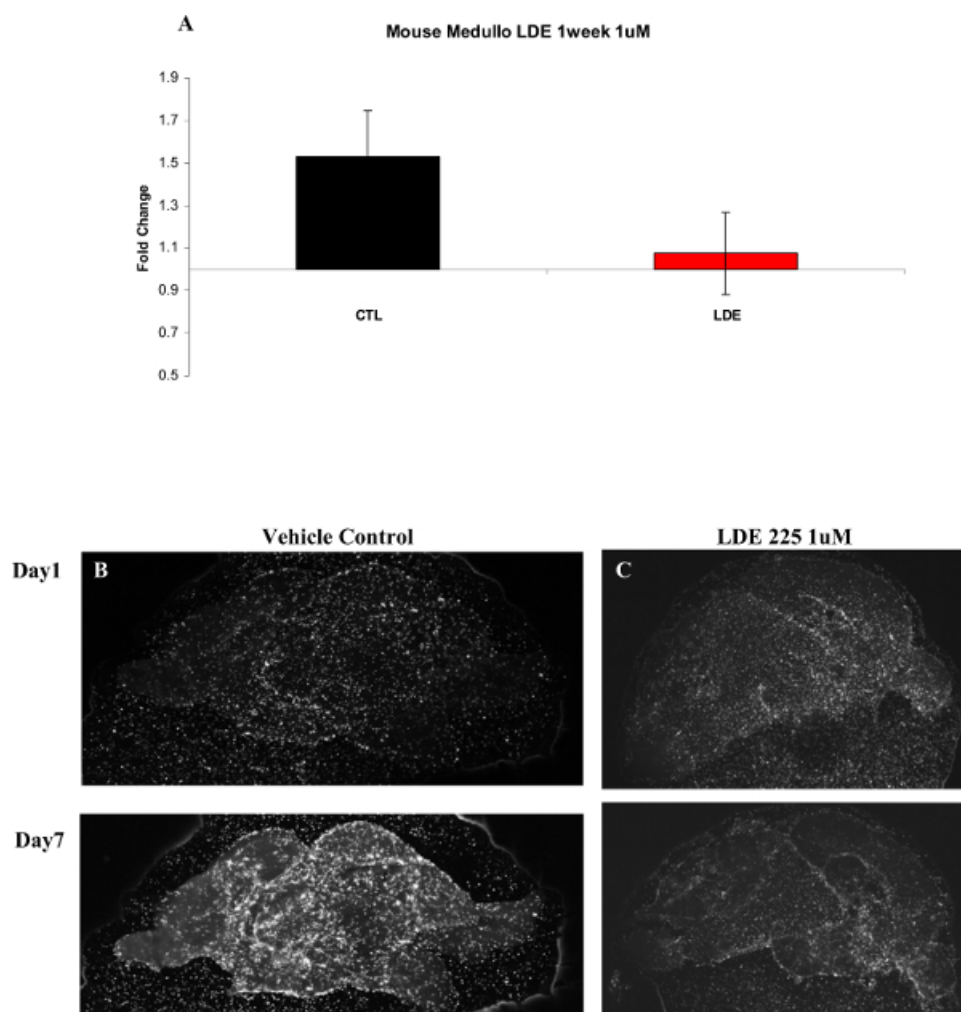 A
Mouse Medullo LDE 1week 1uM
1.9
1.7
1.5
1.3
1.1
0.9
0.7
0.5
Fold Change
CTL
LDE
Vehicle Control
LDE 225 1uM
Day1
B
C
Day7